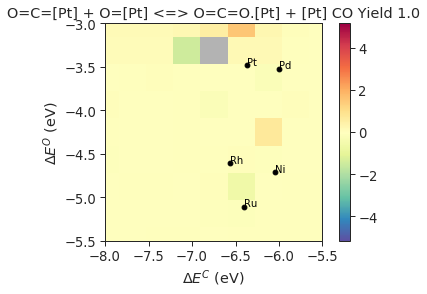 O=C=[Pt] + O=[Pt] <=> O=C=O.[Pt] + [Pt] CO Yield 1.0
−3.0
−3.5
−4.0
−4.5
−5.0
−5.5
ΔE^O (eV)
Pt
Pd
Rh
Ni
Ru
−8.0 −7.5 −7.0 −6.5 −6.0 −5.5
ΔE^C (eV)
4
2
0
−2
−4